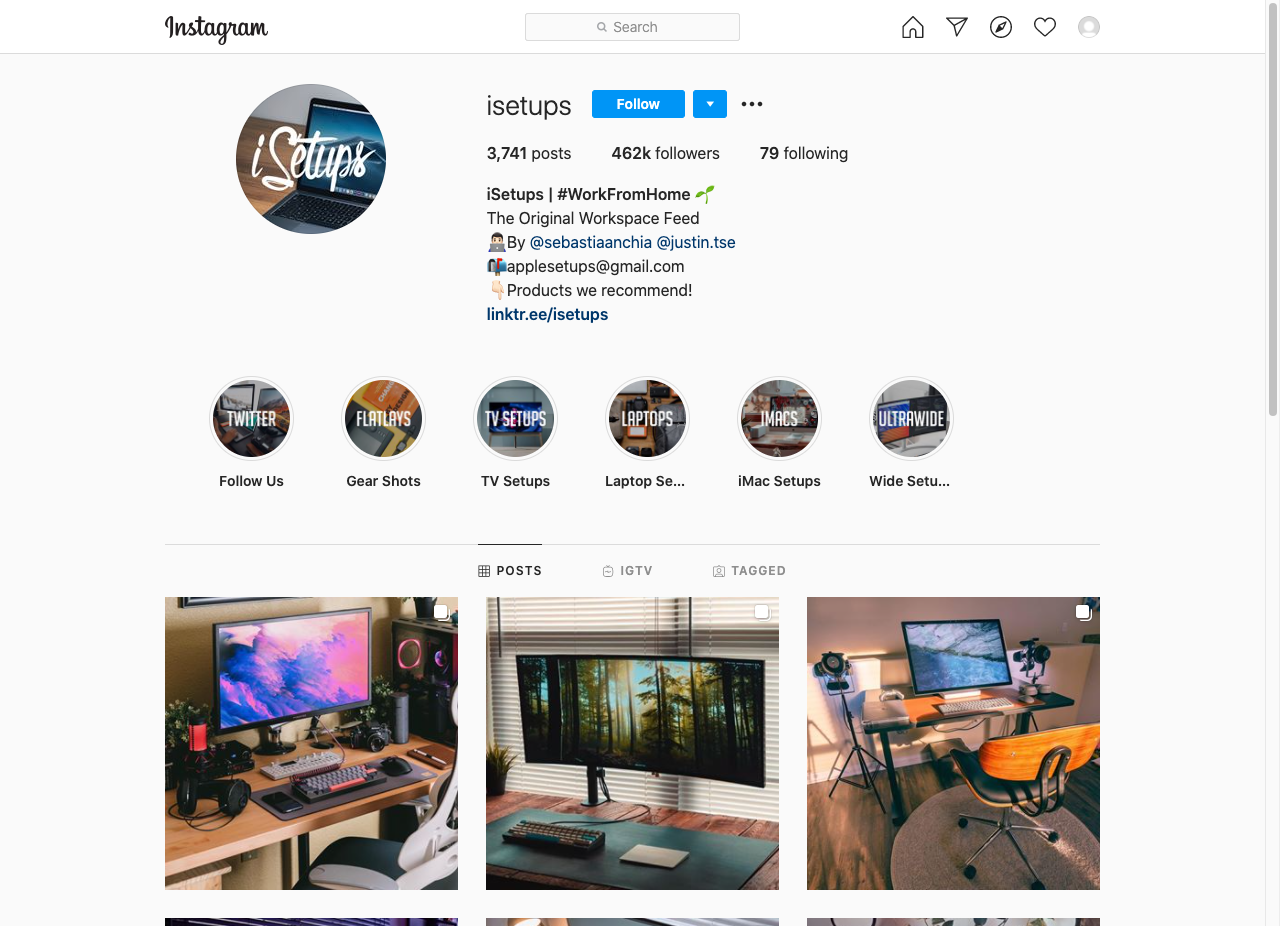 Instagram
Search
isetups
Follow
3,741 posts 462k followers 79 following
iSetups | #WorkFromHome 🌱
The Original Workspace Feed
👨🏻‍💻By @sebastiaanchia @justin.tse
📬applesetups@gmail.com
👇🏻Products we recommend!
linktr.ee/isetups
iSetups
TWITTER
FLATLAYS
TV SETUPS
LAPTOPS
IMACS
ULTRAWIDE
Follow Us
Gear Shots
TV Setups
Laptop Se...
iMac Setups
Wide Setu...
POSTS
IGTV
TAGGED